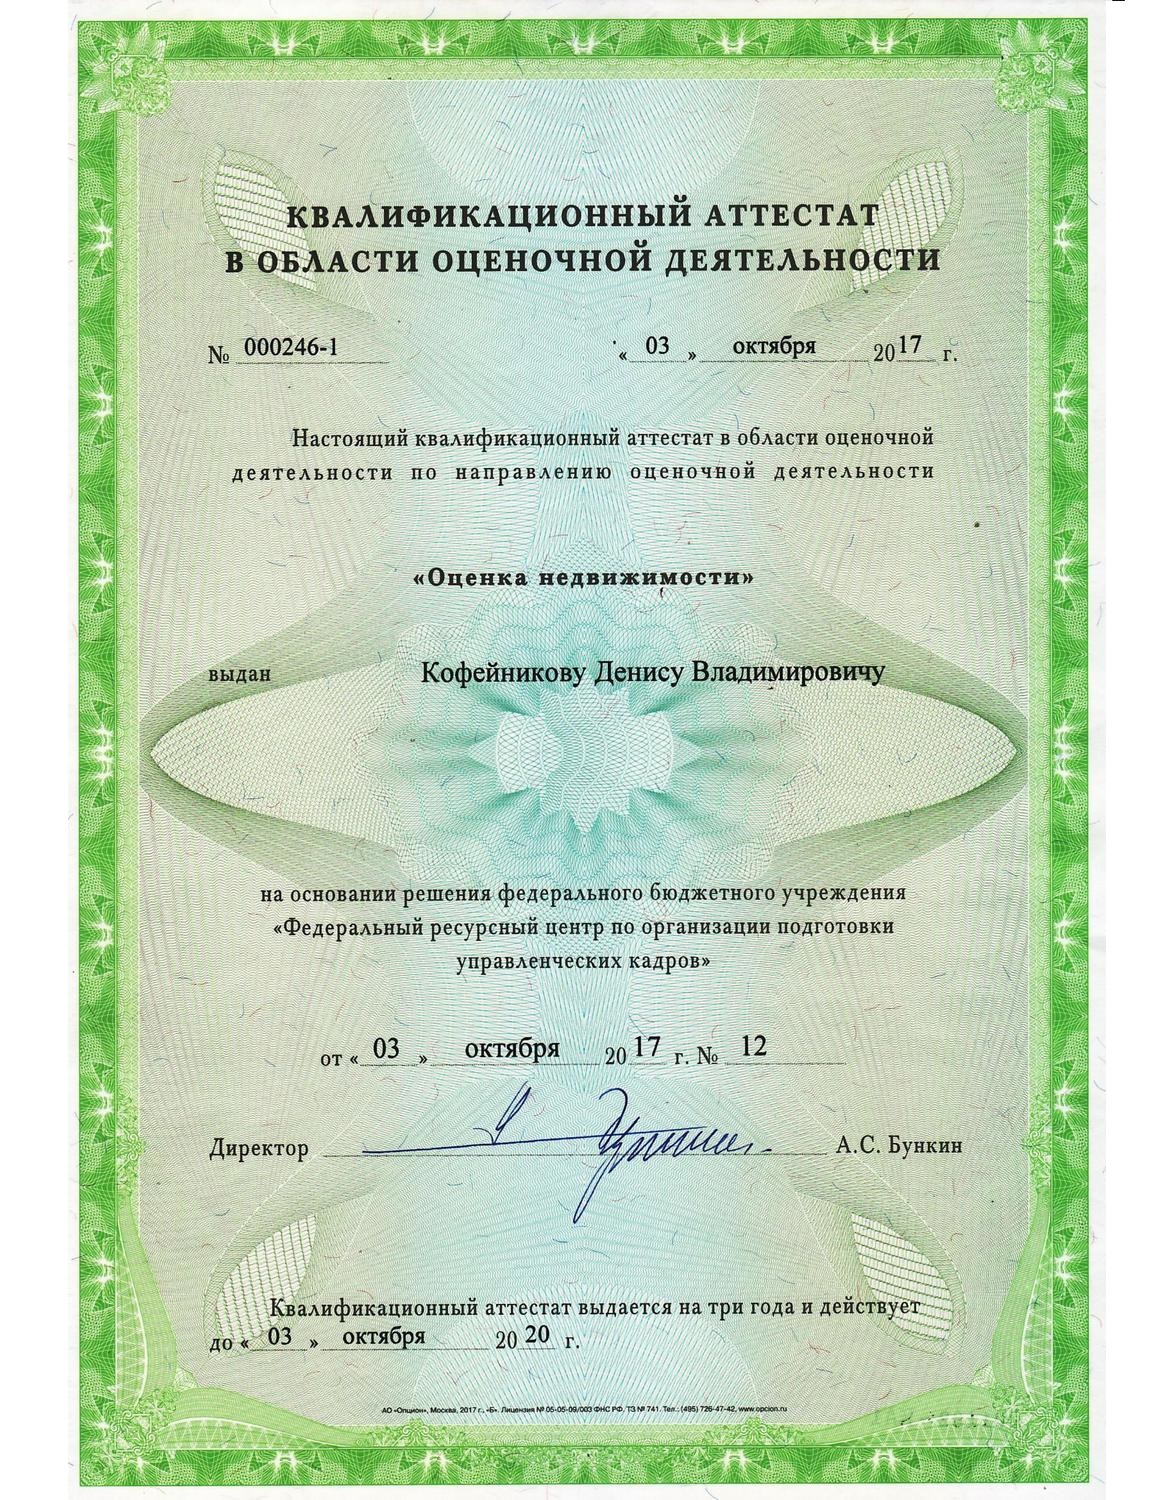 КВАЛИФИКАЦИОННЫЙ АТТЕСТАТ
В ОБЛАСТИ ОЦЕНОЧНОЙ ДЕЯТЕЛЬНОСТИ
№ 000246-1 « 03 » октября 2017 г.
Настоящий квалификационный аттестат в области оценочной
деятельности по направлению оценочной деятельности
«Оценка недвижимости»
выдан Кофейникову Денису Владимировичу
на основании решения федерального бюджетного учреждения
«Федеральный ресурсный центр по организации подготовки
управленческих кадров»
от « 03 » октября 2017 г. № 12
Директор А.С. Бункин
Квалификационный аттестат выдается на три года и действует
до « 03 » октября 2020 г.
АО «Опцион», Москва, 2017 г., «Б». Лицензия № 05-05-09/003 ФНС РФ, ТЗ № 741. Тел.: (495) 726-47-42, www.opcion.ru